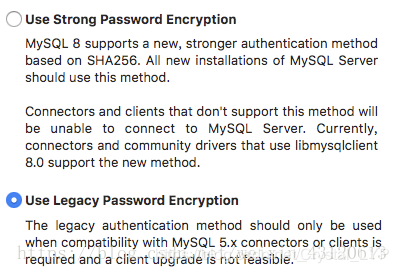 Use Strong Password Encryption
MySQL 8 supports a new, stronger authentication method
based on SHA256. All new installations of MySQL Server
should use this method.
Connectors and clients that don't support this method will
be unable to connect to MySQL Server. Currently,
connectors and community drivers that use libmysqlclient
8.0 support the new method.
Use Legacy Password Encryption
The legacy authentication method should only be used
when compatibility with MySQL 5.x connectors or clients is
required and a client upgrade is not feasible.